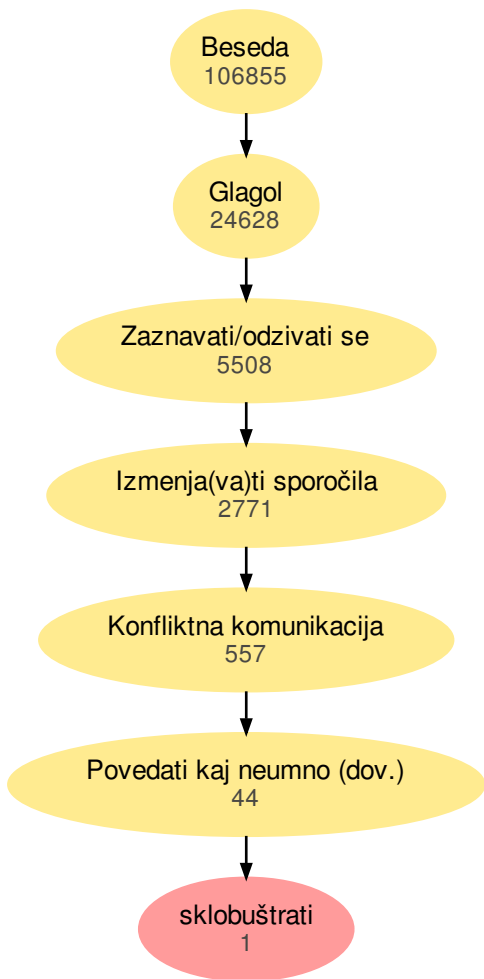 Beseda
106855
Glagol
24628
Zaznavati/odzivati se
5508
Izmenja(va)ti sporočila
2771
Konfliktna komunikacija
557
Povedati kaj neumno (dov.)
44
sklobuštrati
1